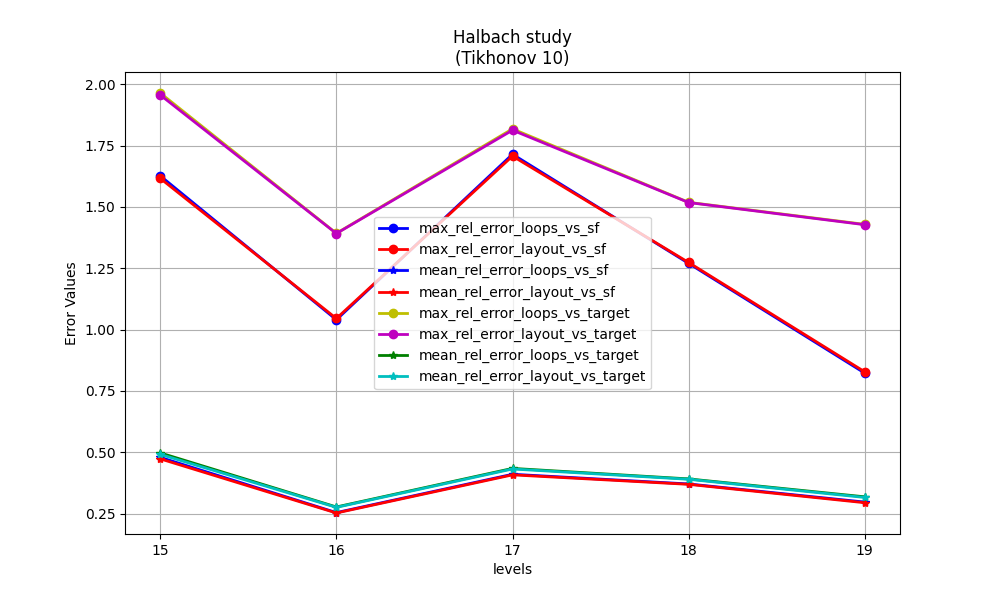 Halbach study
(Tikhonov 10)
Error Values
2.00
1.75
1.50
1.25
1.00
0.75
0.50
0.25
max_rel_error_loops_vs_sf
max_rel_error_layout_vs_sf
mean_rel_error_loops_vs_sf
mean_rel_error_layout_vs_sf
max_rel_error_loops_vs_target
max_rel_error_layout_vs_target
mean_rel_error_loops_vs_target
mean_rel_error_layout_vs_target
15 16 17 18 19
levels